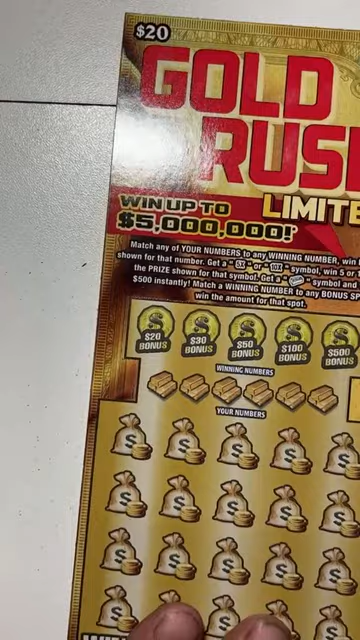 $20
GOLD
RUS
LIMITE
WIN UP TO
$5,000,000!
Match any of YOUR NUMBERS to any WINNING NUMBER, win
shown for that number. Get a "5X" or "10X" symbol, win 5 or
the PRIZE shown for that symbol! Get a " " symbol and
$500 instantly! Match a WINNING NUMBER to any BONUS SP
win the amount for that spot.
$20 BONUS $30 BONUS $50 BONUS $100 BONUS $500 BONUS
WINNING NUMBERS
YOUR NUMBERS